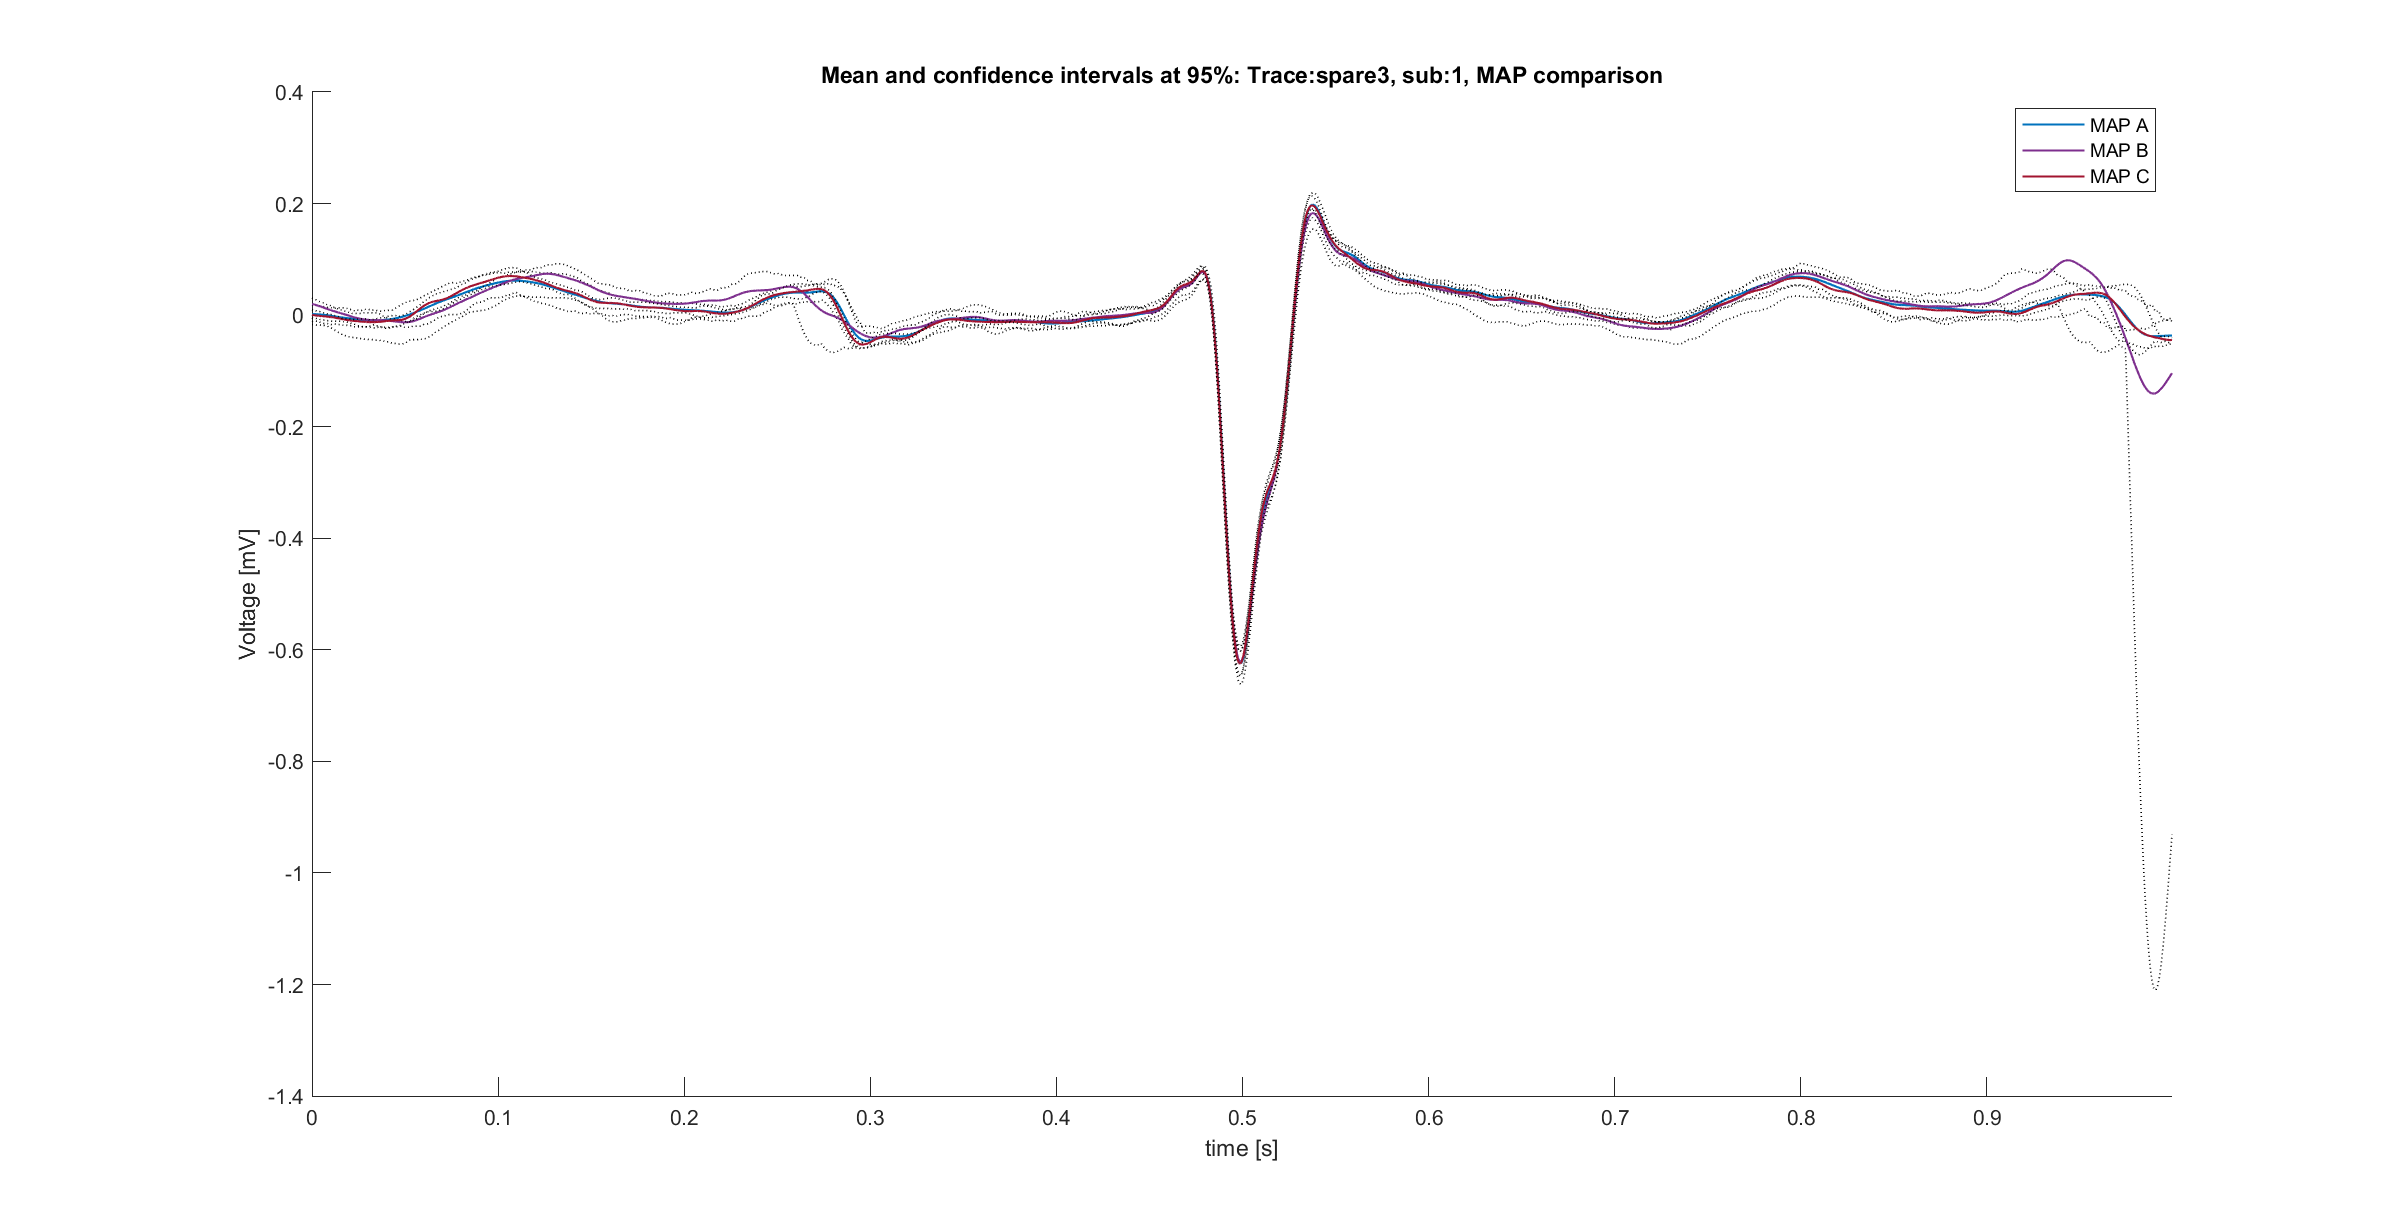 Mean and confidence intervals at 95%: Trace:spare3, sub:1, MAP comparison
MAP A
MAP B
MAP C
0.4
0.2
0
-0.2
-0.4
-0.6
-0.8
-1
-1.2
-1.4
Voltage [mV]
0 0.1 0.2 0.3 0.4 0.5 0.6 0.7 0.8 0.9
time [s]